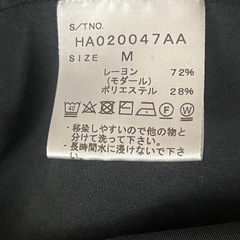 S/TNO.
HA020047AA
SIZE M
レーヨン 72%
(モダール)
ポリエステル 28%
40
・移染しやすいので他の物と
分けて洗って下さい。
・長時間水に浸けないで下さ
い。